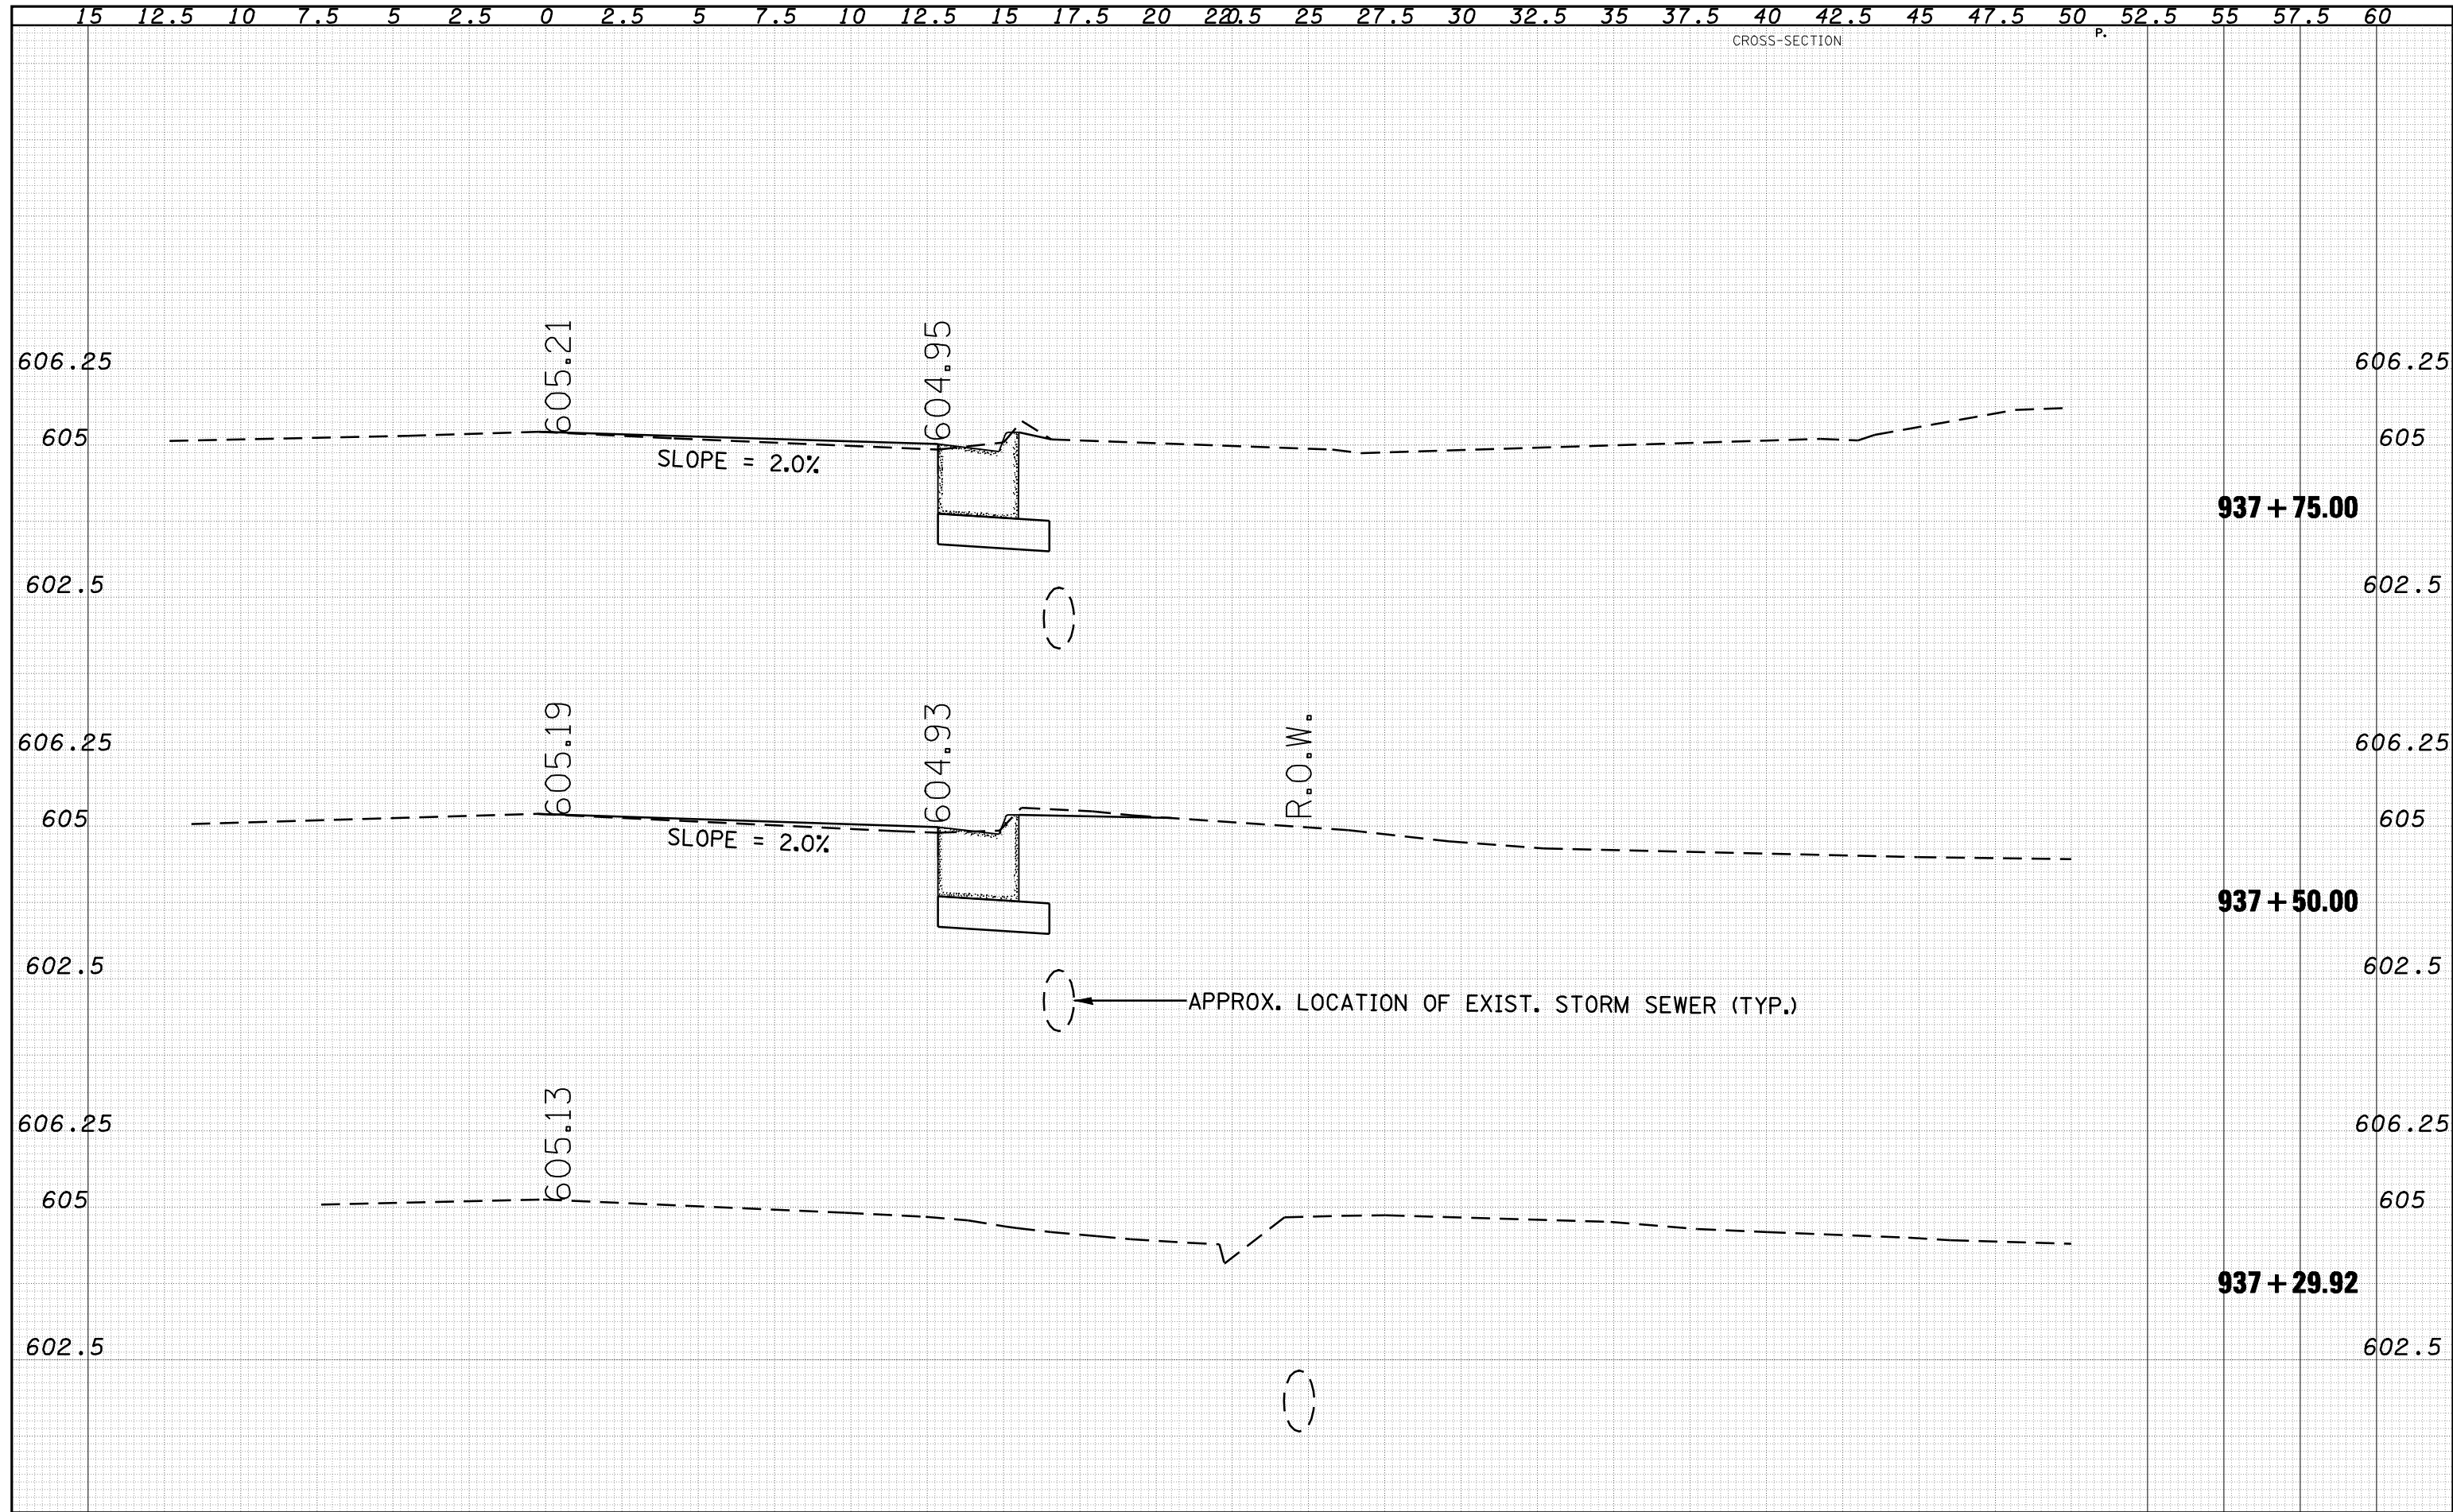 15 12.5 10 7.5 5 2.5 0 2.5 5 7.5 10 12.5 15 17.5 20 22.5 25 27.5 30 32.5 35 37.5 40 42.5 45 47.5 50 52.5 55 57.5 60
CROSS-SECTION P.
605.21 604.95
606.25 606.25
605 605
SLOPE = 2.0%
937+75.00
602.5 602.5
605.19 604.93 R.O.W.
606.25 606.25
605 605
SLOPE = 2.0%
937+50.00
602.5 602.5
APPROX. LOCATION OF EXIST. STORM SEWER (TYP.)
605.13
606.25 606.25
605 605
937+29.92
602.5 602.5